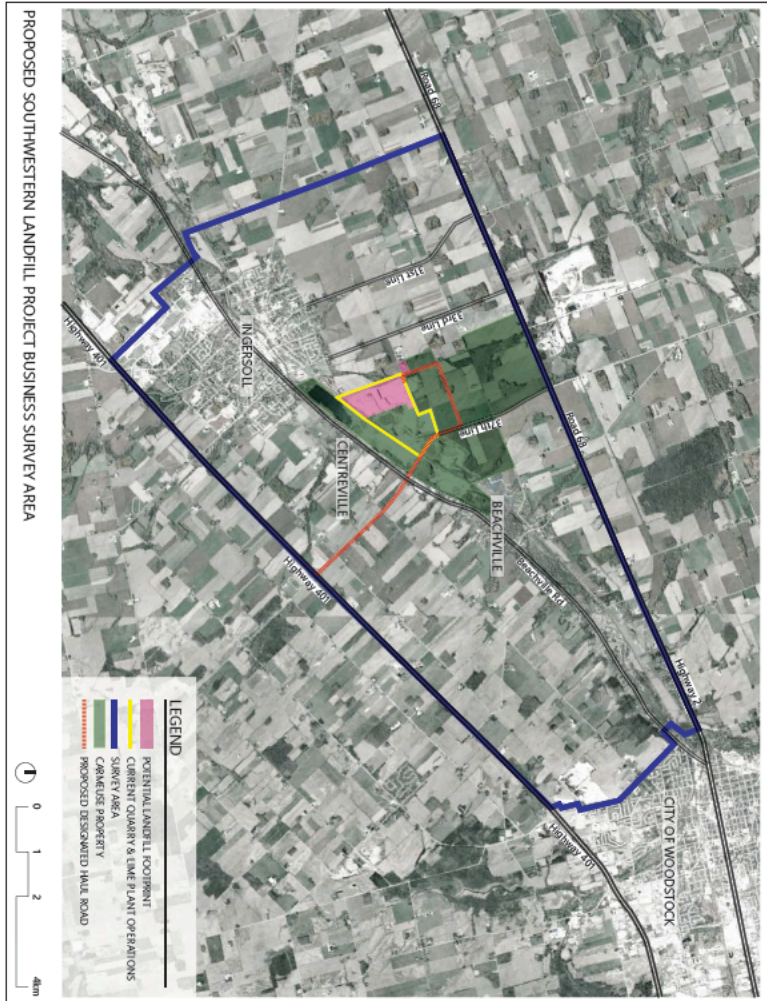 PROPOSED SOUTHWESTERN LANDFILL PROJECT BUSINESS SURVEY AREA
Road 68
Road 68
Highway 2
31st Line
33rd Line
37th Line
INGERSOLL
CENTREVILLE
BEACHVILLE
Beachville Rd
CITY OF WOODSTOCK
Highway 401
Highway 401
Highway 401
LEGEND
POTENTIAL LANDFILL FOOTPRINT
CURRENT QUARRY & LIME PLANT OPERATIONS
SURVEY AREA
CARMEUSE PROPERTY
PROPOSED DESIGNATED HAUL ROAD
0 1 2 4km